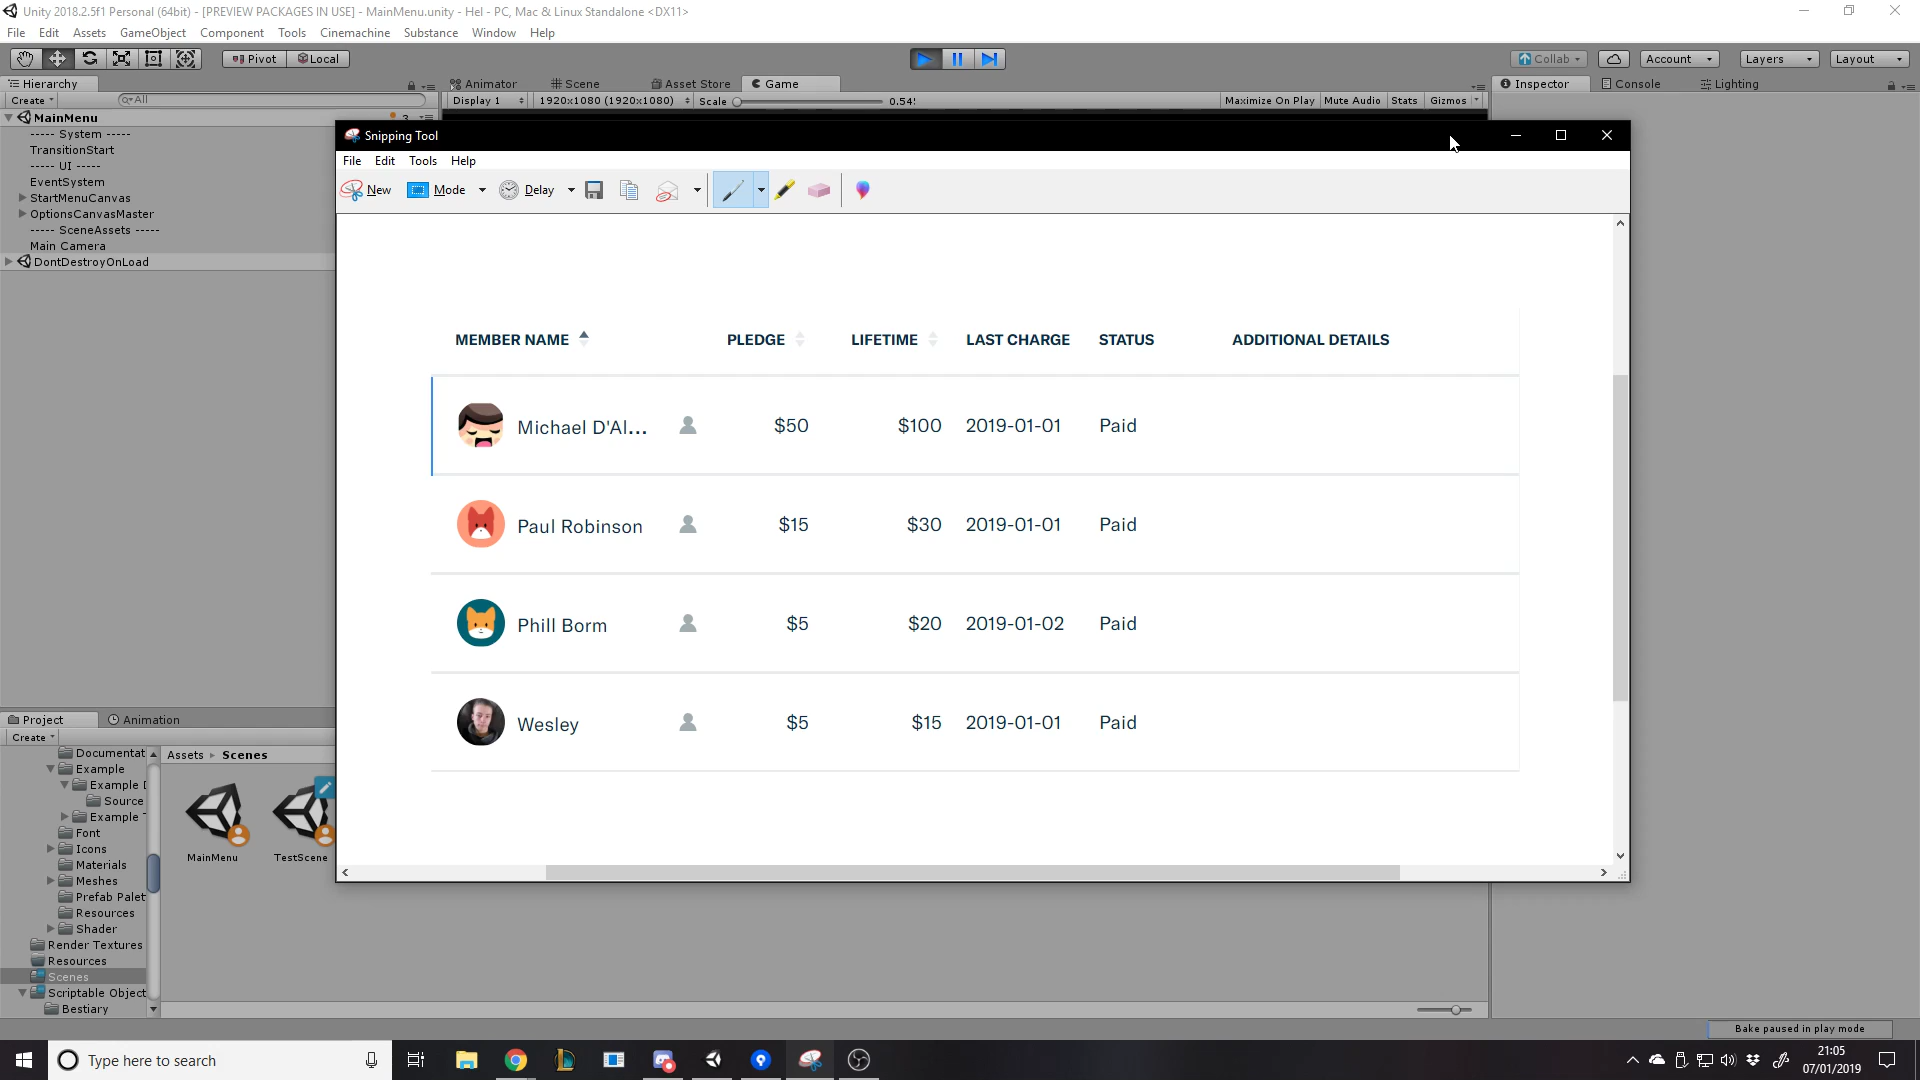 Unity 2018.2.5f1 Personal (64bit) - [PREVIEW PACKAGES IN USE] - MainMenu.unity - Hel - PC, Mac & Linux Standalone <DX11>
File Edit Assets GameObject Component Tools Cinemachine Substance Window Help
Pivot Local Collab Account Layers Layout
Hierarchy Animator Scene Asset Store Game Inspector Console Lighting
Create All Display 1 1920x1080 (1920x1080) Scale 0.54 Maximize On Play Mute Audio Stats Gizmos
MainMenu
----- System -----
TransitionStart
----- UI -----
EventSystem
StartMenuCanvas
OptionsCanvasMaster
----- SceneAssets -----
Main Camera
DontDestroyOnLoad
Snipping Tool
File Edit Tools Help
New Mode Delay
MEMBER NAME PLEDGE LIFETIME LAST CHARGE STATUS ADDITIONAL DETAILS
Michael D'Al... $50 $100 2019-01-01 Paid
Paul Robinson $15 $30 2019-01-01 Paid
Phill Borm $5 $20 2019-01-02 Paid
Wesley $5 $15 2019-01-01 Paid
Project Animation
Create
Documentat
Example
Example
Source
Example
Font
Icons
Materials
Meshes
Prefab Palet
Resources
Shader
Render Textures
Resources
Scenes
Scriptable Object
Bestiary
Assets Scenes
MainMenu TestScene
Bake paused in play mode
Type here to search
21:05
07/01/2019